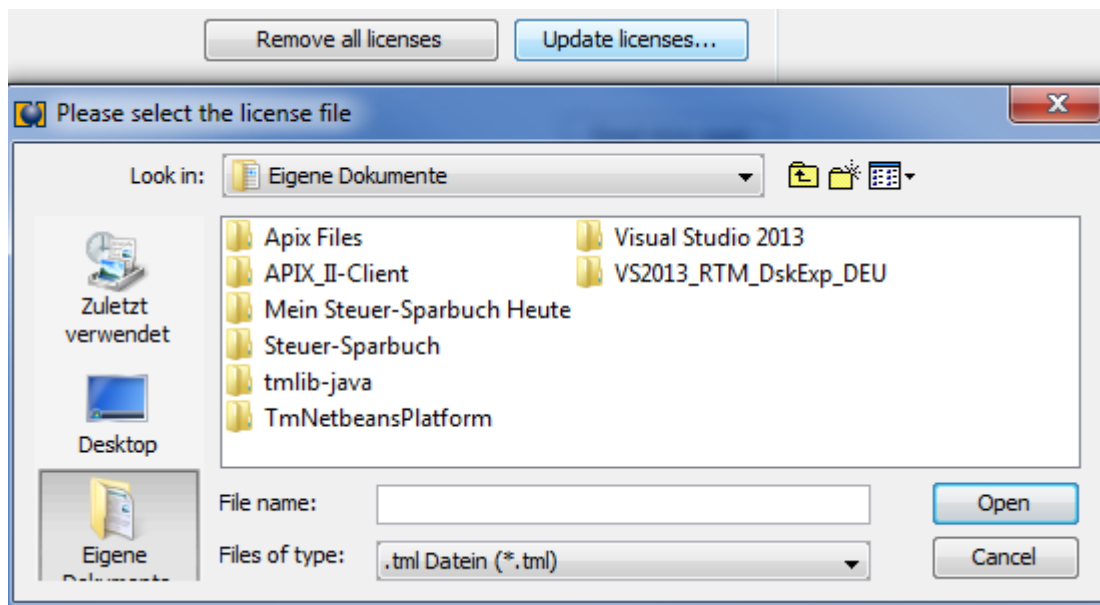 Remove all licenses
Update licenses...
Please select the license file
Look in:
Eigene Dokumente
Zuletzt
verwendet
Desktop
Eigene
Apix Files
APIX_II-Client
Mein Steuer-Sparbuch Heute
Steuer-Sparbuch
tmlib-java
TmNetbeansPlatform
Visual Studio 2013
VS2013_RTM_DskExp_DEU
File name:
Open
Files of type:
.tml Datein (*.tml)
Cancel